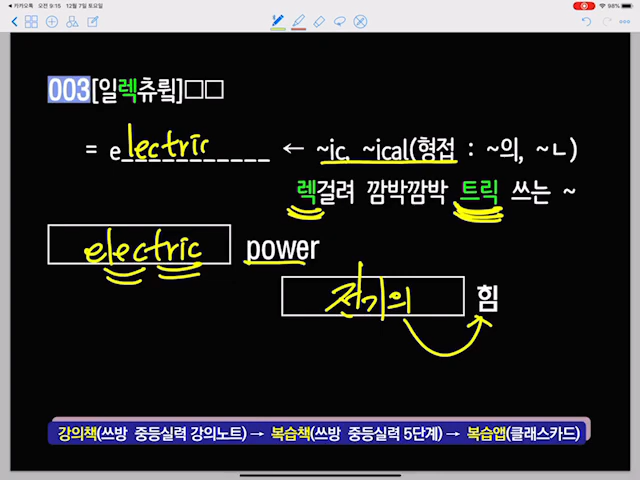 카카오톡 오전 9:15 12월 7일 토요일 98%
003[일렉츄륔]□□
= electric ← ~ic, ~ical(형접 : ~의, ~ㄴ)
렉걸려 깜박깜박 트릭 쓰는 ~
electric power
전기의 힘
강의책(쓰방 중등실력 강의노트)→ 복습책(쓰방 중등실력 5단계)→ 복습앱(클래스카드)